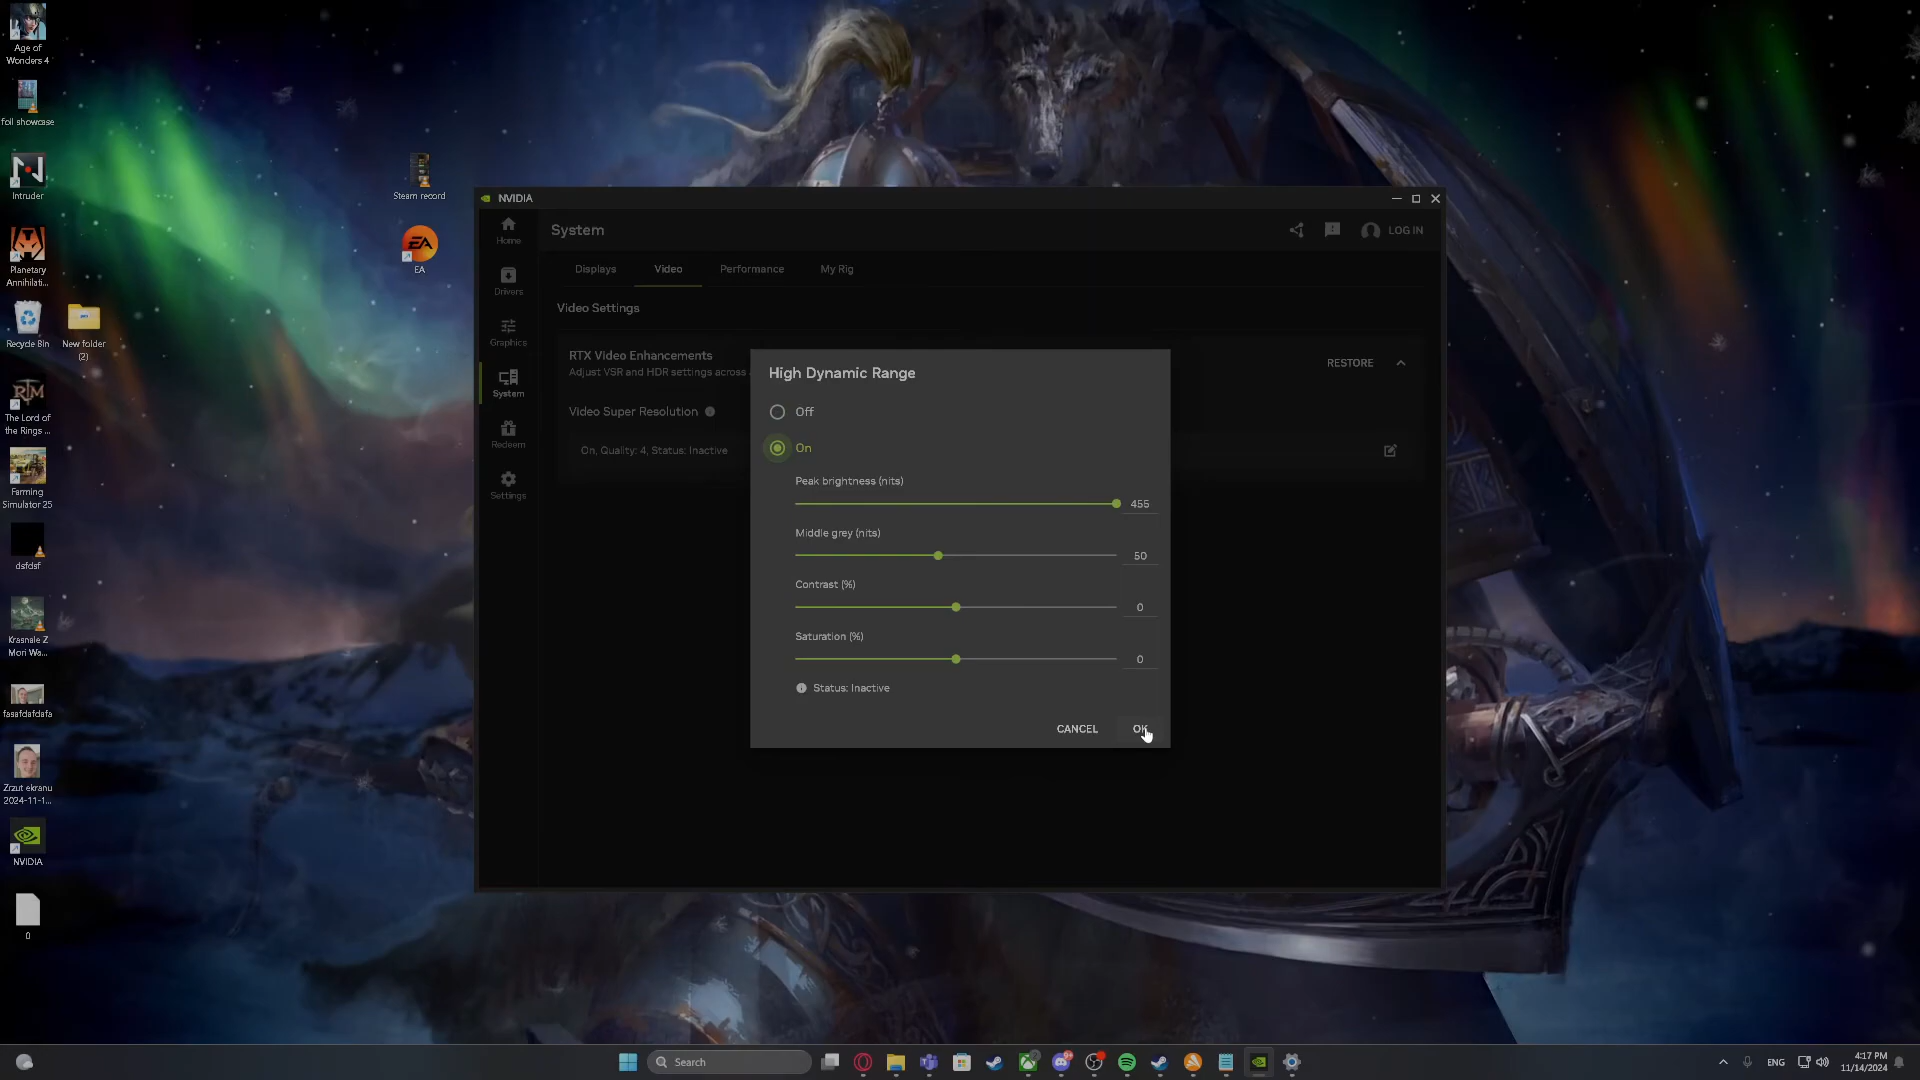 Age of
Wonders 4
foil showcase
Intruder
Planetary
Annihilati...
Recycle Bin
New folder
(2)
The Lord of
the Rings ...
Farming
Simulator 25
dsfdsf
Krasnale Z
Mori Wa...
fasafdafdafa
Zrzut ekranu
2024-11-1...
NVIDIA
0
Steam record
EA
EA
NVIDIA
Home
System
LOG IN
Drivers
Displays
Video
Performance
My Rig
Video Settings
Graphics
RTX Video Enhancements
Adjust VSR and HDR settings across
RESTORE
System
Video Super Resolution
On, Quality: 4, Status: Inactive
Redeem
Settings
High Dynamic Range
Off
On
Peak brightness (nits)
455
Middle grey (nits)
50
Contrast (%)
0
Saturation (%)
0
Status: Inactive
CANCEL
OK
Search
ENG
4:17 PM
11/14/2024